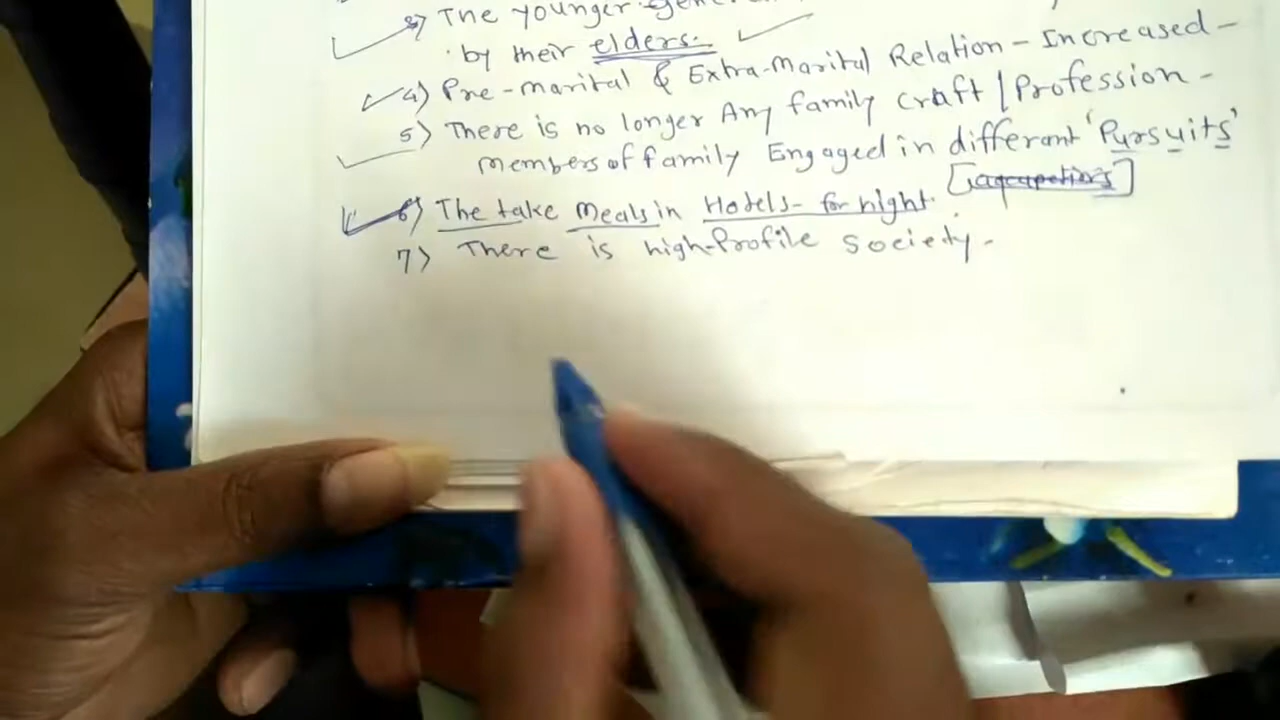 3) The younger
by their elders.
4) Pre-marital & Extra-Marital Relation - Increased -
5) There is no longer Any family craft / Profession -
members of family Engaged in different 'Pursuits'
6) The take Meals in Hotels - for night.
7) There is high-Profile society.